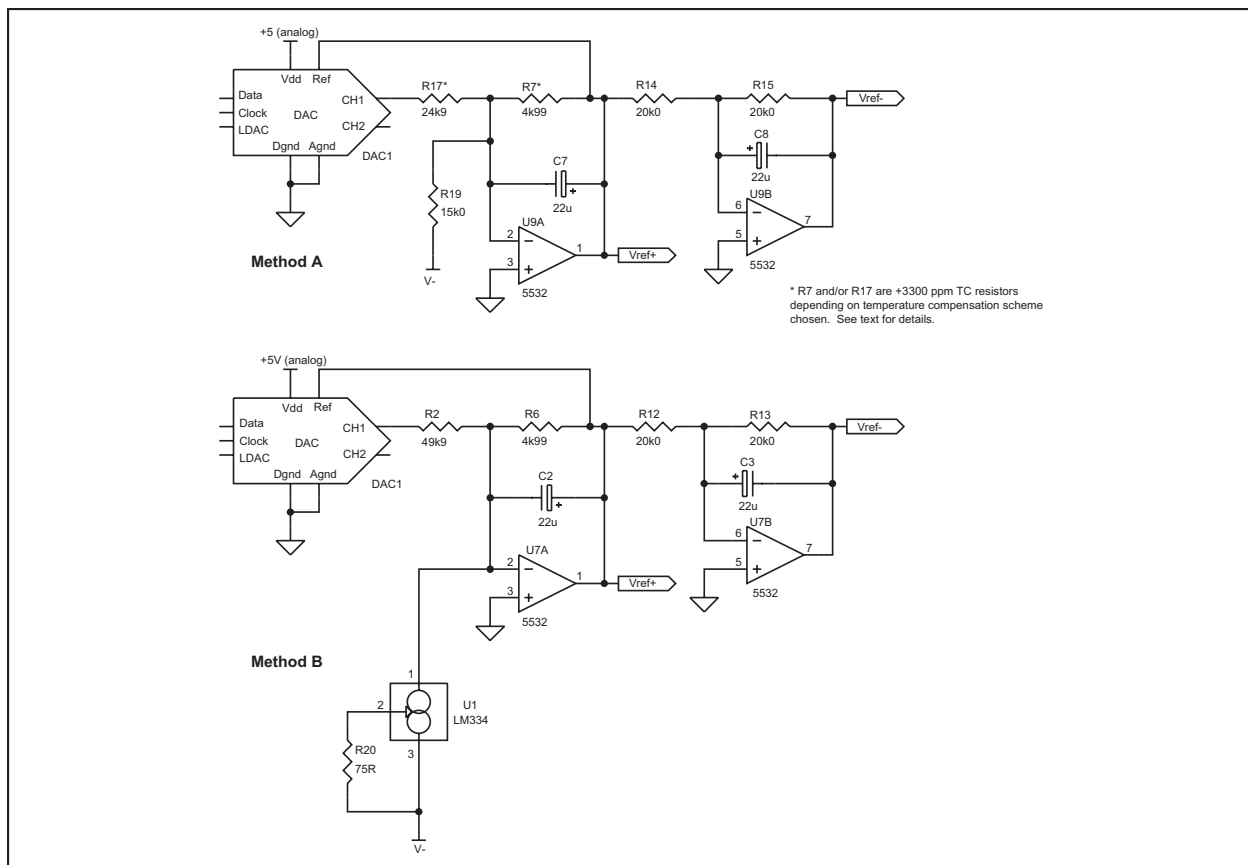 +5 (analog)
Vdd
Ref
Data
Clock
LDAC
DAC
CH1
CH2
Dgnd
Agnd
DAC1
R17*
24k9
R7*
4k99
R14
20k0
R15
20k0
Vref-
C8
+
22u
C7
+
22u
R19
15k0
V-
U9A
2
−
3
+
1
5532
Vref+
U9B
6
−
5
+
7
5532
Method A
* R7 and/or R17 are +3300 ppm TC resistors
depending on temperature compensation scheme
chosen. See text for details.
+5V (analog)
Vdd
Ref
Data
Clock
LDAC
DAC
CH1
CH2
Dgnd
Agnd
DAC1
R2
49k9
R6
4k99
R12
20k0
R13
20k0
Vref-
C3
+
22u
C2
+
22u
U7A
2
−
3
+
1
5532
Vref+
U7B
6
−
5
+
7
5532
Method B
1
2
3
U1
LM334
R20
75R
V-